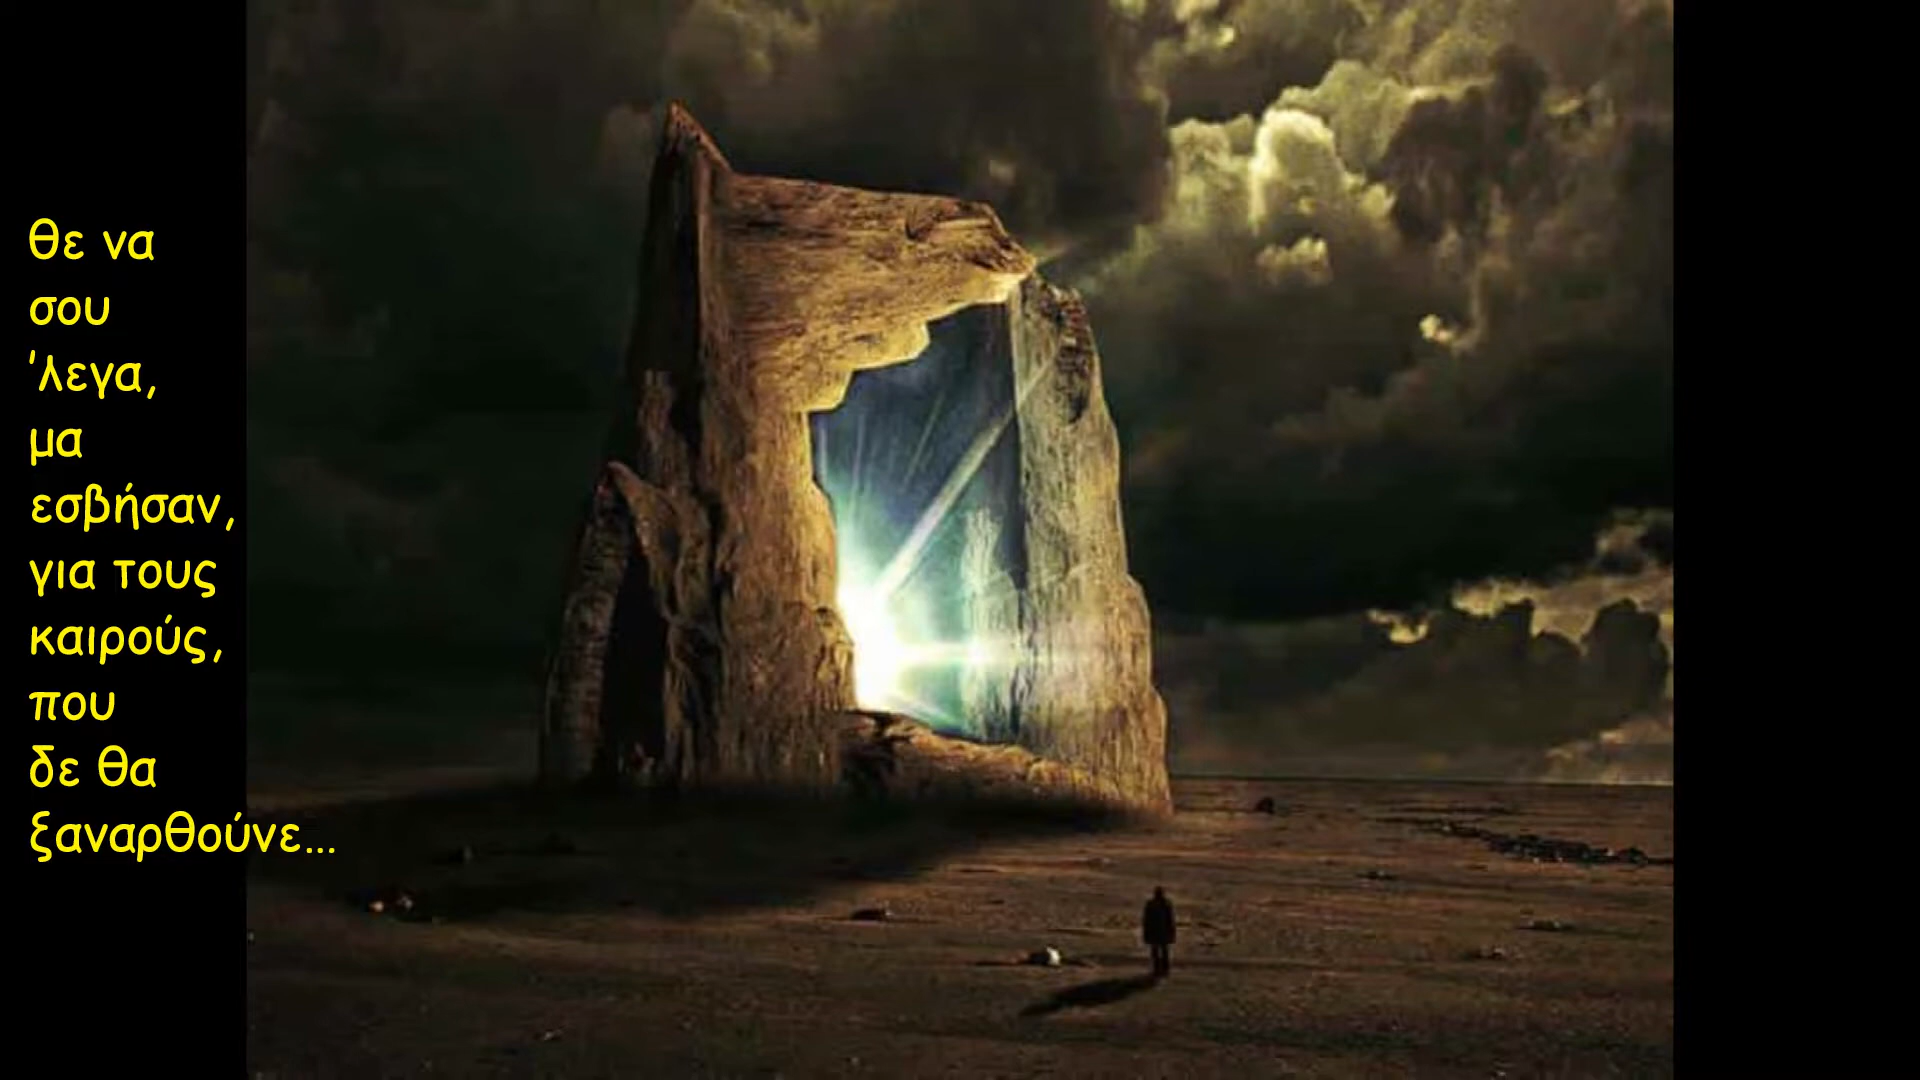 θε να
σου
'λεγα,
μα
εσβήσαν,
για τους
καιρούς,
που
δε θα
ξαναρθούνε...